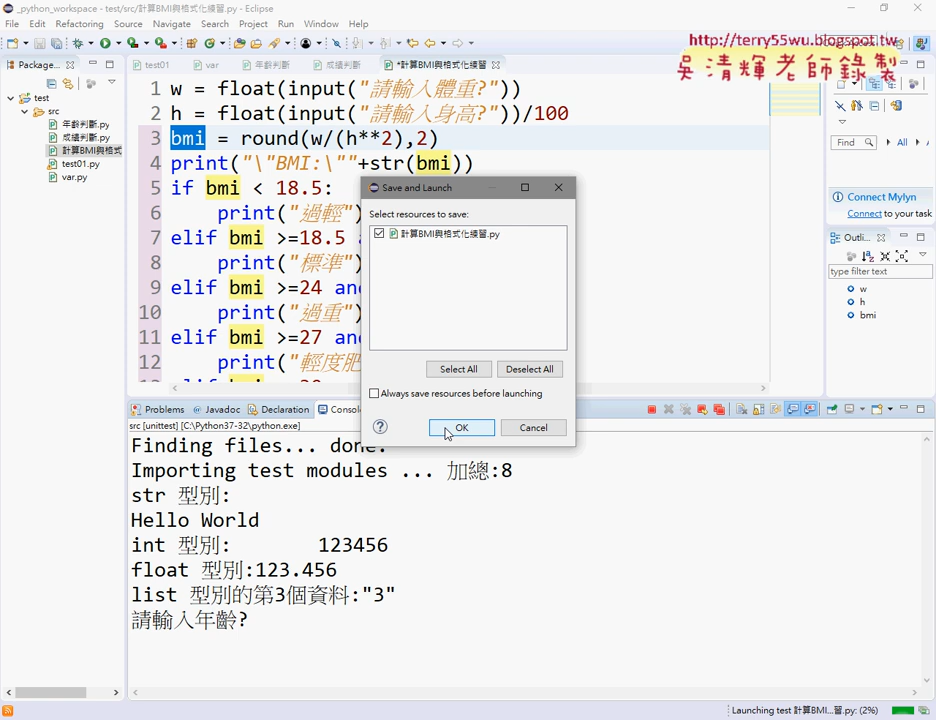 _python_workspace - test/src/計算BMI與格式化練習.py - Eclipse
File Edit Refactoring Source Navigate Search Project Run Window Help
http://terry55wu.blogspot.tw
吳清輝老師錄製
Package...
test01
var
年齡判斷
成績判斷
*計算BMI與格式化練習
test
src
年齡判斷.py
成績判斷.py
計算BMI與格式
test01.py
var.py
1 w = float(input("請輸入體重?"))
2 h = float(input("請輸入身高?"))/100
3 bmi = round(w/(h**2),2)
4 print("\"BMI:\""+str(bmi))
5 if bmi < 18.5:
6 print("過輕")
7 elif bmi >=18.5
8 print("標準")
9 elif bmi >=24 and
10 print("過重")
11 elif bmi >=27 and
12 print("輕度肥
Save and Launch
Select resources to save:
計算BMI與格式化練習.py
Select All
Deselect All
Always save resources before launching
OK
Cancel
Find
All
Connect Mylyn
Connect to your task
Outli...
type filter text
w
h
bmi
Problems
Javadoc
Declaration
Conso
src [unittest] [C:\Python37-32\python.exe]
Finding files... done.
Importing test modules ... 加總:8
str 型別:
Hello World
int 型別: 123456
float 型別:123.456
list 型別的第3個資料:"3"
請輸入年齡?
Launching test 計算BMI...習.py: (2%)